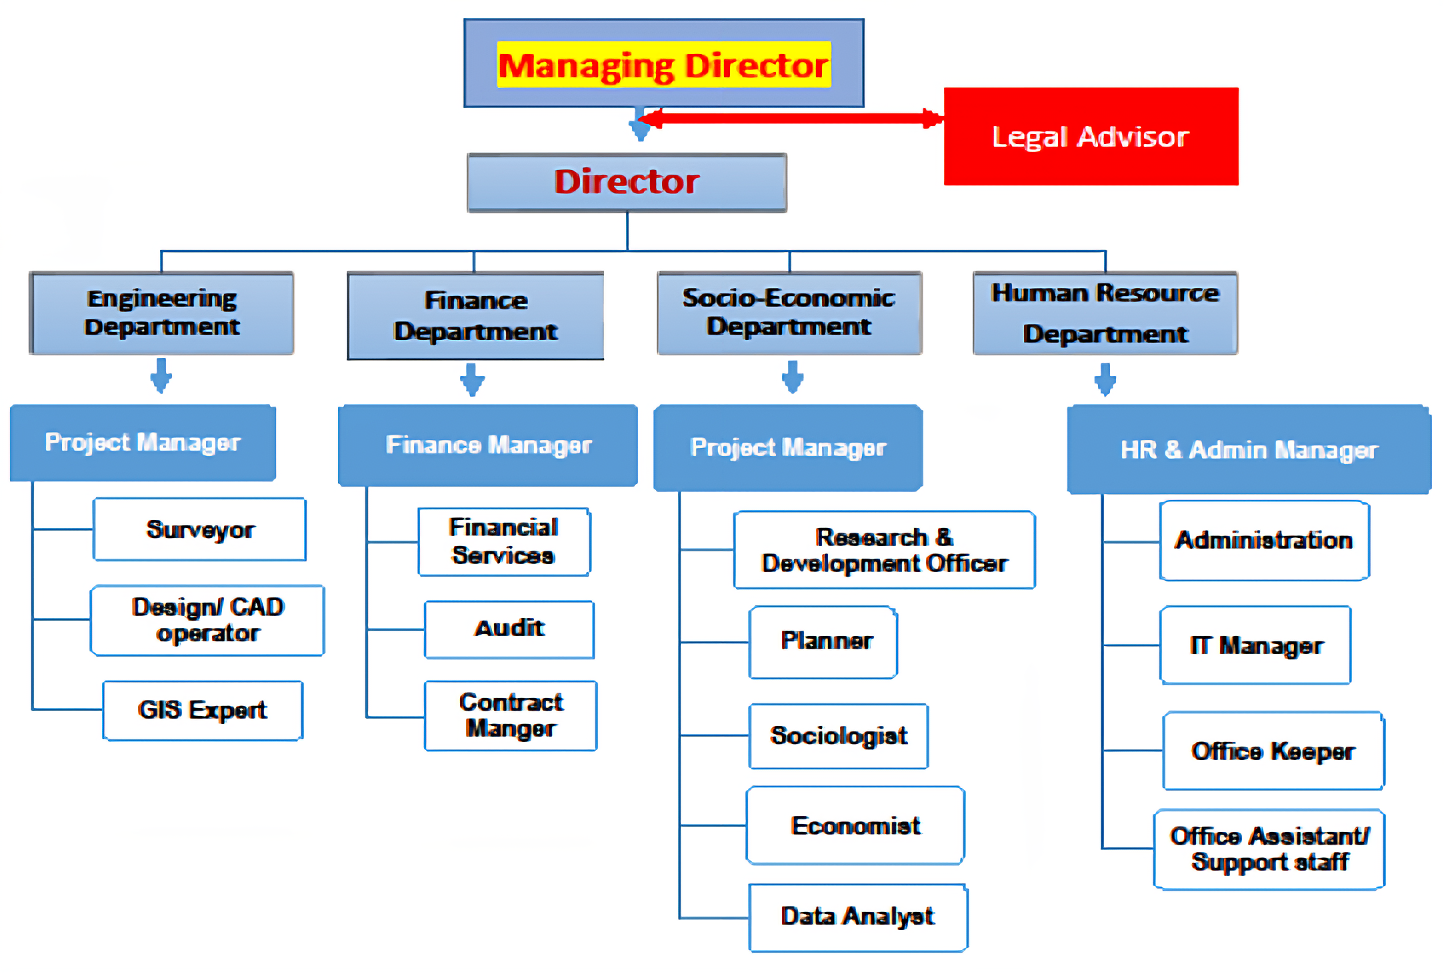 Managing Director
Legal Advisor
Director
Engineering
Department
Finance
Department
Socio-Economic
Department
Human Resource
Department
Project Manager
Surveyor
Design/ CAD
operator
GIS Expert
Finance Manager
Financial
Services
Audit
Contract
Manger
Project Manager
Research &
Development Officer
Planner
Sociologist
Economist
Data Analyst
HR & Admin Manager
Administration
IT Manager
Office Keeper
Office Assistant/
Support staff